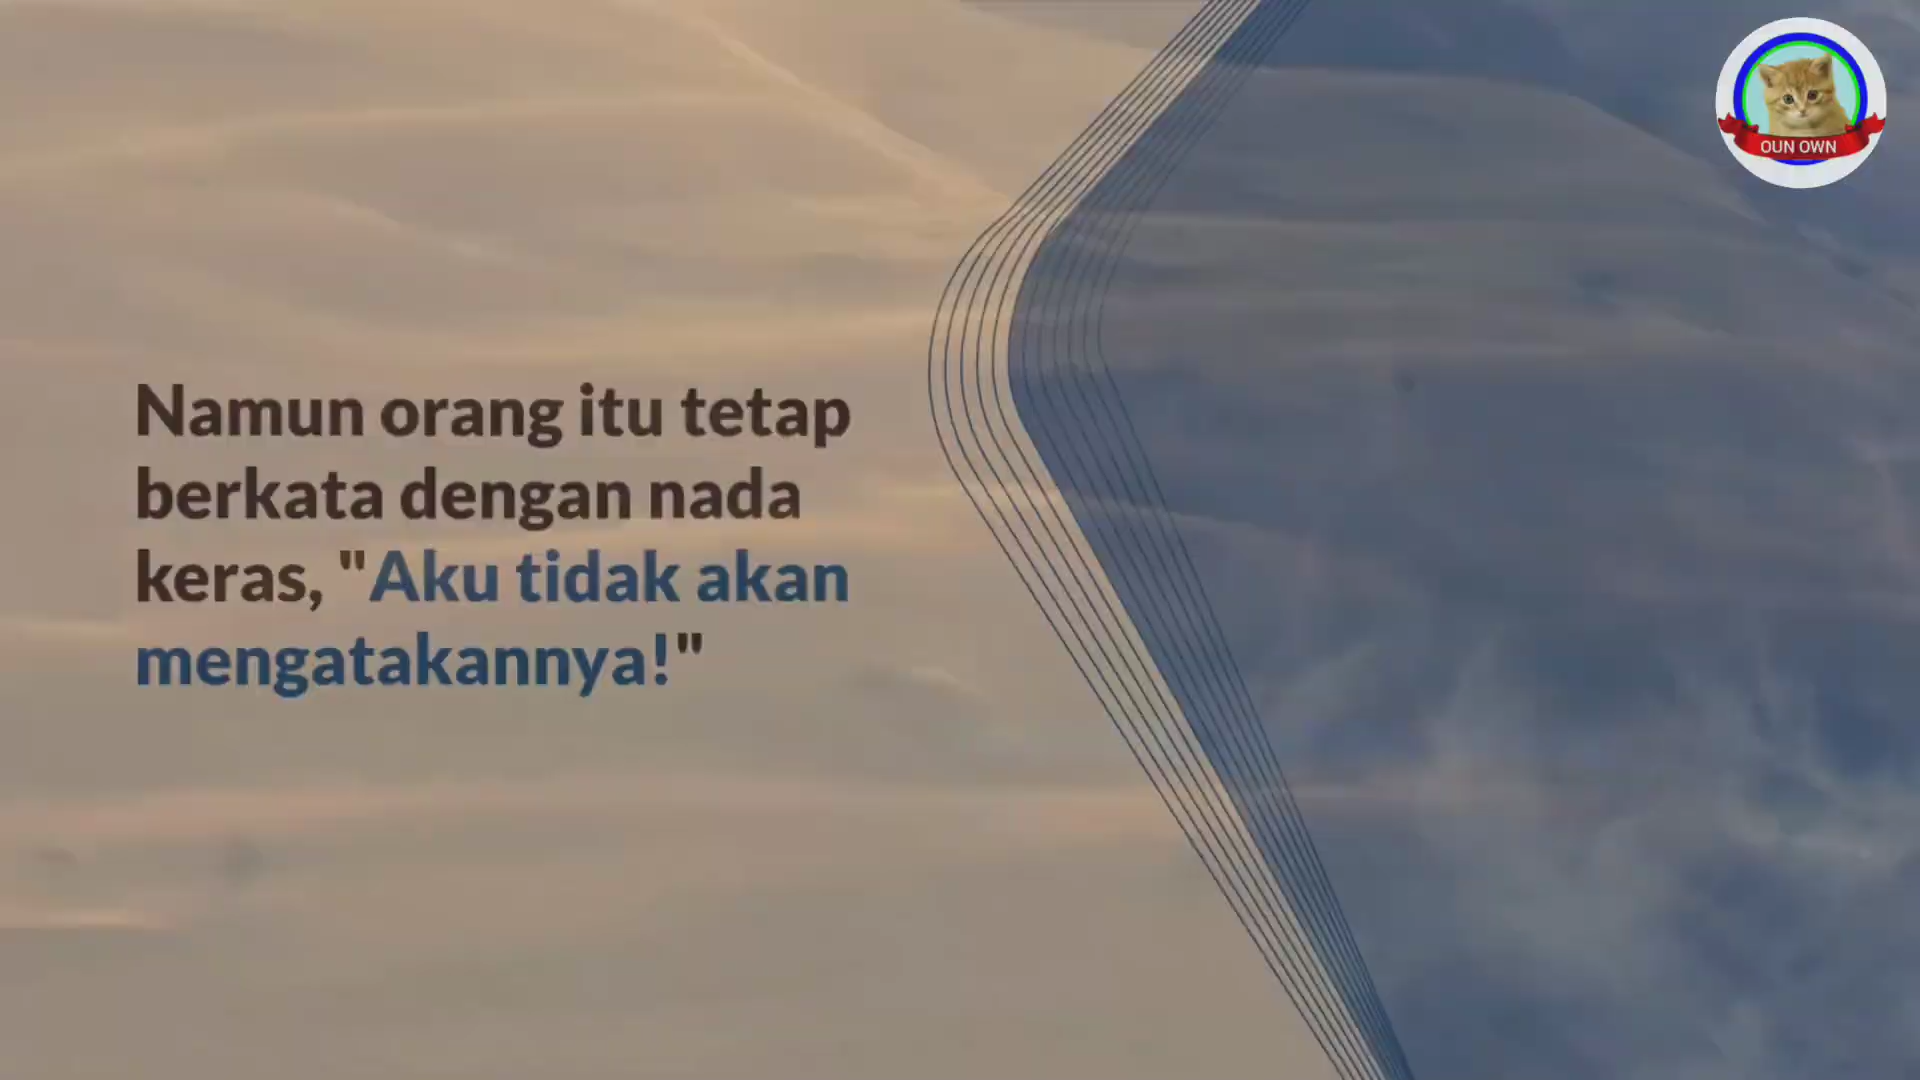 OUN OWN
Namun orang itu tetap
berkata dengan nada
keras, "Aku tidak akan
mengatakannya!"